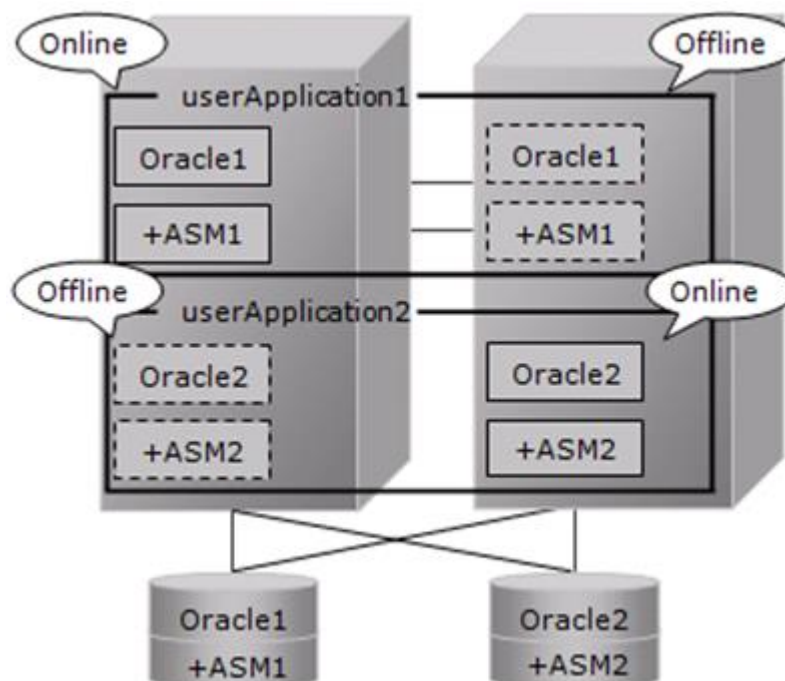 Online
Offline
userApplication1
Oracle1
Oracle1
+ASM1
+ASM1
Offline
Online
userApplication2
Oracle2
Oracle2
+ASM2
+ASM2
Oracle1
Oracle2
+ASM1
+ASM2